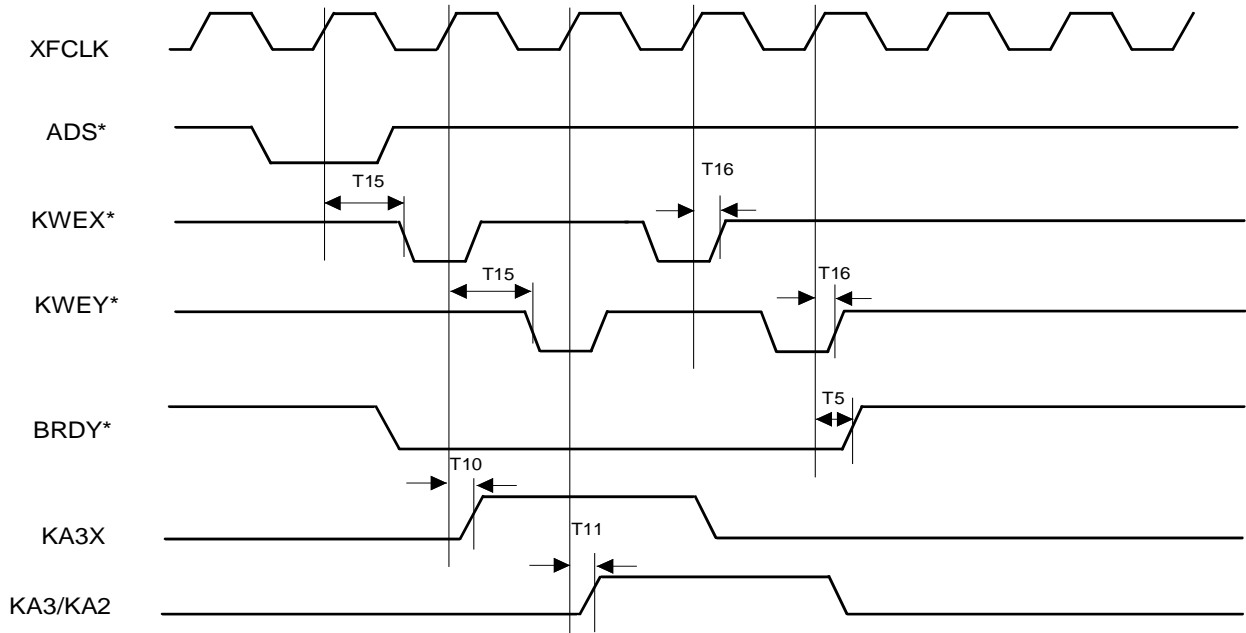 XFCLK
ADS*
T15
T16
KWEX*
T15
T16
KWEY*
T5
BRDY*
T10
KA3X
T11
KA3/KA2